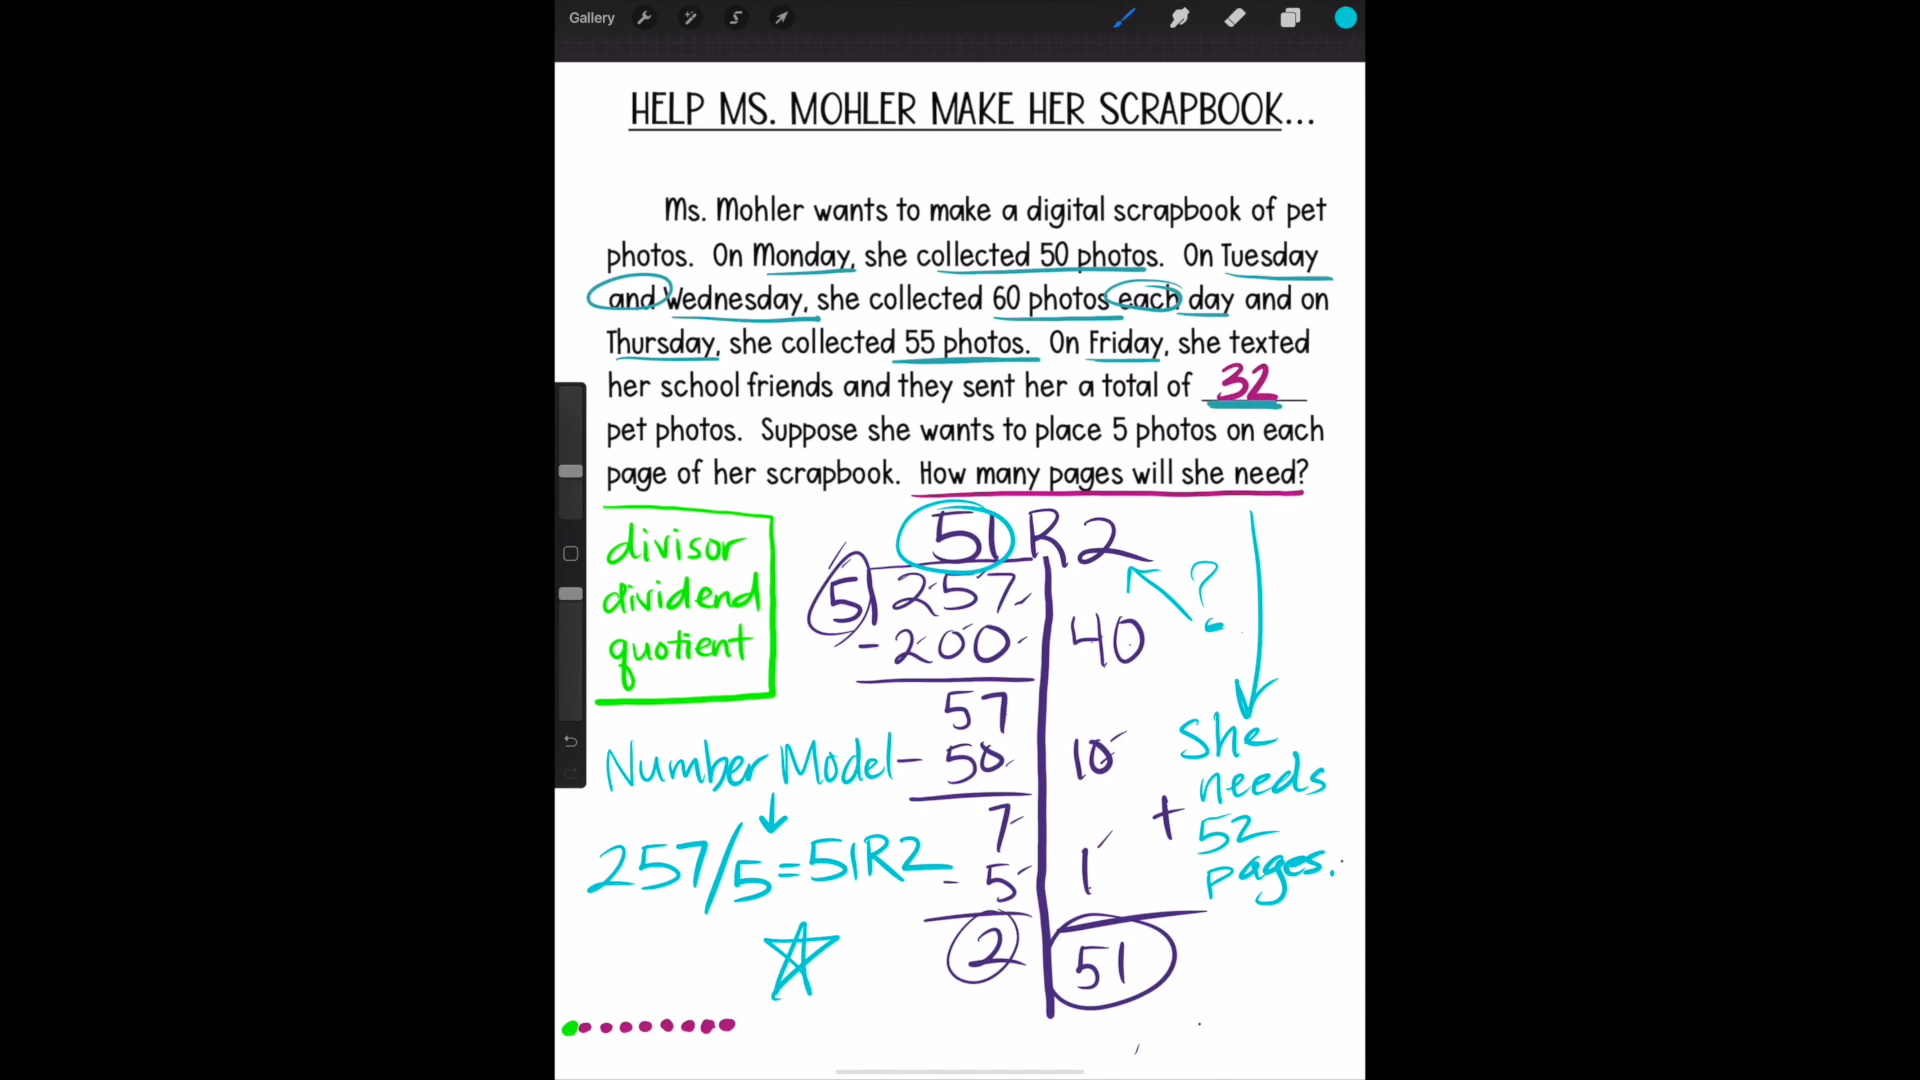 Gallery
HELP MS. MOHLER MAKE HER SCRAPBOOK...
Ms. Mohler wants to make a digital scrapbook of pet
photos. On Monday, she collected 50 photos. On Tuesday
and Wednesday, she collected 60 photos each day and on
Thursday, she collected 55 photos. On Friday, she texted
her school friends and they sent her a total of 32
pet photos. Suppose she wants to place 5 photos on each
page of her scrapbook. How many pages will she need?
divisor
dividend
quotient
51 R2
5 257
?
- 200 40
57
- 50 10
7
- 5 1
+
2 51
Number Model
257/5=51R2
She
needs
52
pages.